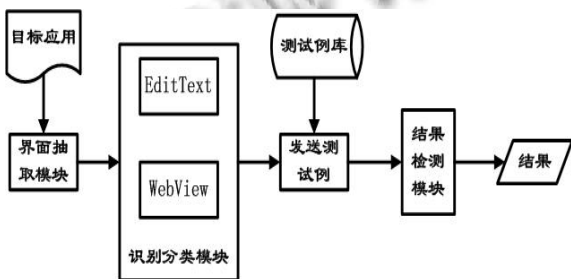 目标应用
界面抽
取模块
EditText
WebView
识别分类模块
测试例库
发送测
试例
结果
检测
模块
结果